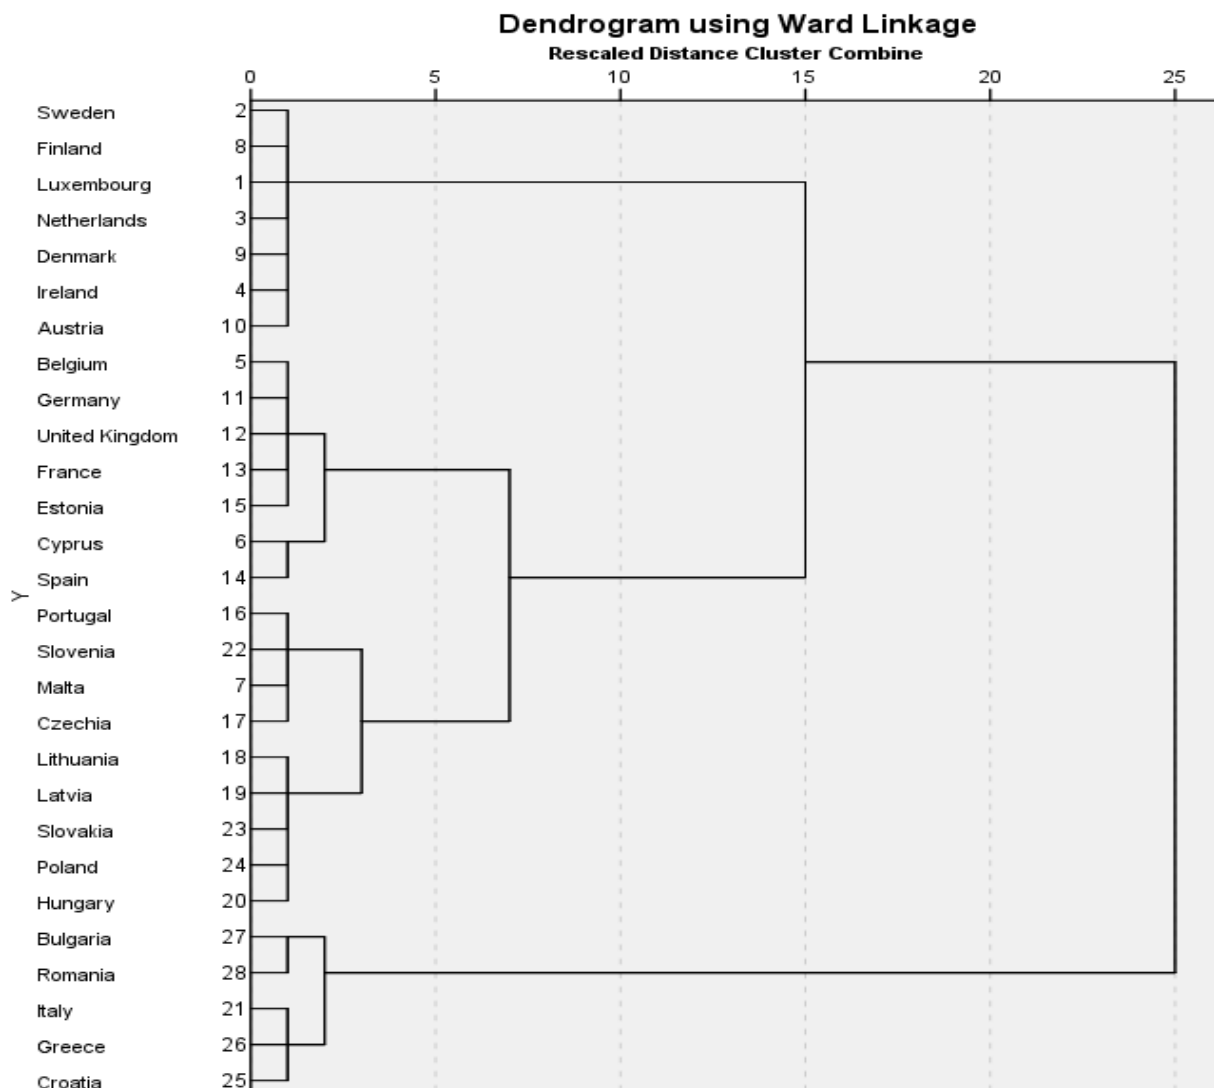 Dendrogram using Ward Linkage
Rescaled Distance Cluster Combine
0 5 10 15 20 25
Sweden 2
Finland 8
Luxembourg 1
Netherlands 3
Denmark 9
Ireland 4
Austria 10
Belgium 5
Germany 11
United Kingdom 12
France 13
Estonia 15
Cyprus 6
Spain 14
Y
Portugal 16
Slovenia 22
Malta 7
Czechia 17
Lithuania 18
Latvia 19
Slovakia 23
Poland 24
Hungary 20
Bulgaria 27
Romania 28
Italy 21
Greece 26
Croatia 25